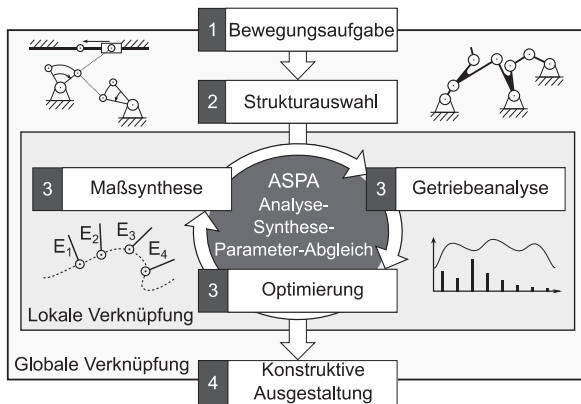 1 Bewegungsaufgabe
2 Strukturauswahl
3 Maßsynthese
ASPA
Analyse-
Synthese-
Parameter-Abgleich
3 Getriebeanalyse
E1 E2 E3 E4
3 Optimierung
Lokale Verknüpfung
Globale Verknüpfung
4 Konstruktive
Ausgestaltung